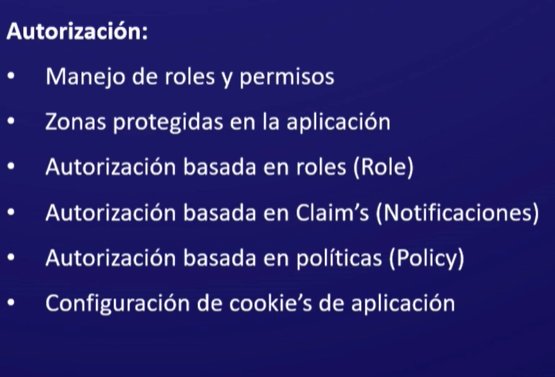 Autorización:
• Manejo de roles y permisos
• Zonas protegidas en la aplicación
• Autorización basada en roles (Role)
• Autorización basada en Claim's (Notificaciones)
• Autorización basada en políticas (Policy)
• Configuración de cookie's de aplicación